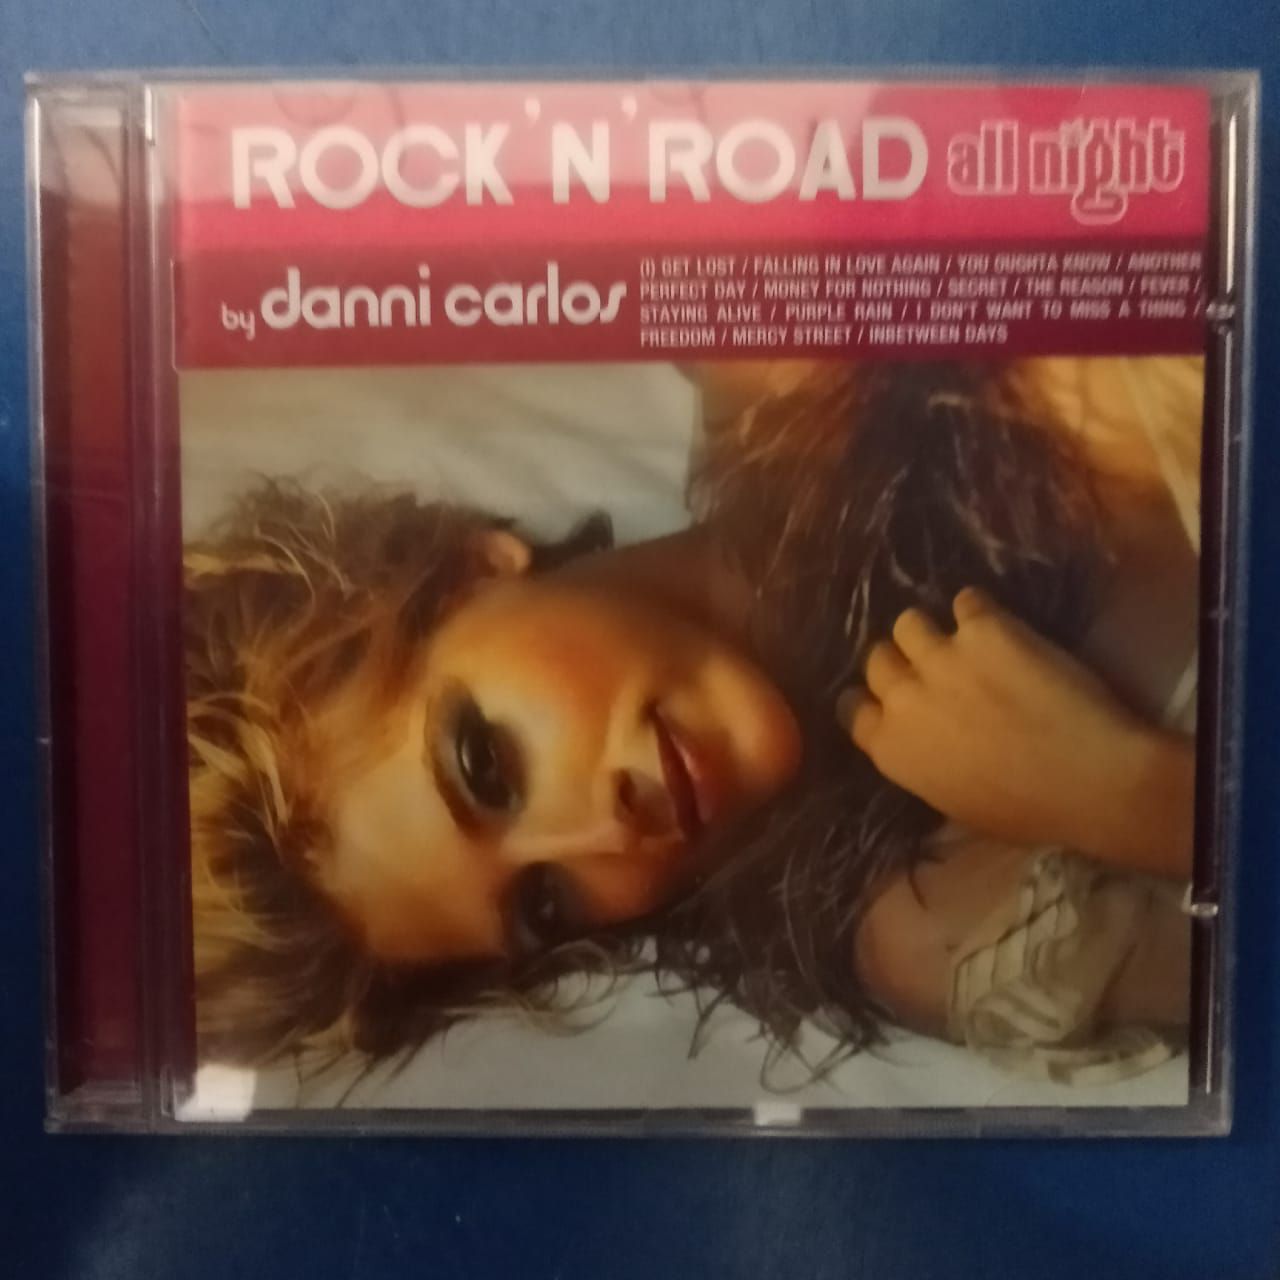 ROCK 'N' ROAD all night
by danni carlos
(I) GET LOST / FALLING IN LOVE AGAIN / YOU OUGHTA KNOW / ANOTHER
PERFECT DAY / MONEY FOR NOTHING / SECRET / THE REASON / FEVER /
STAYING ALIVE / PURPLE RAIN / I DON'T WANT TO MISS A THING /
FREEDOM / MERCY STREET / INBETWEEN DAYS